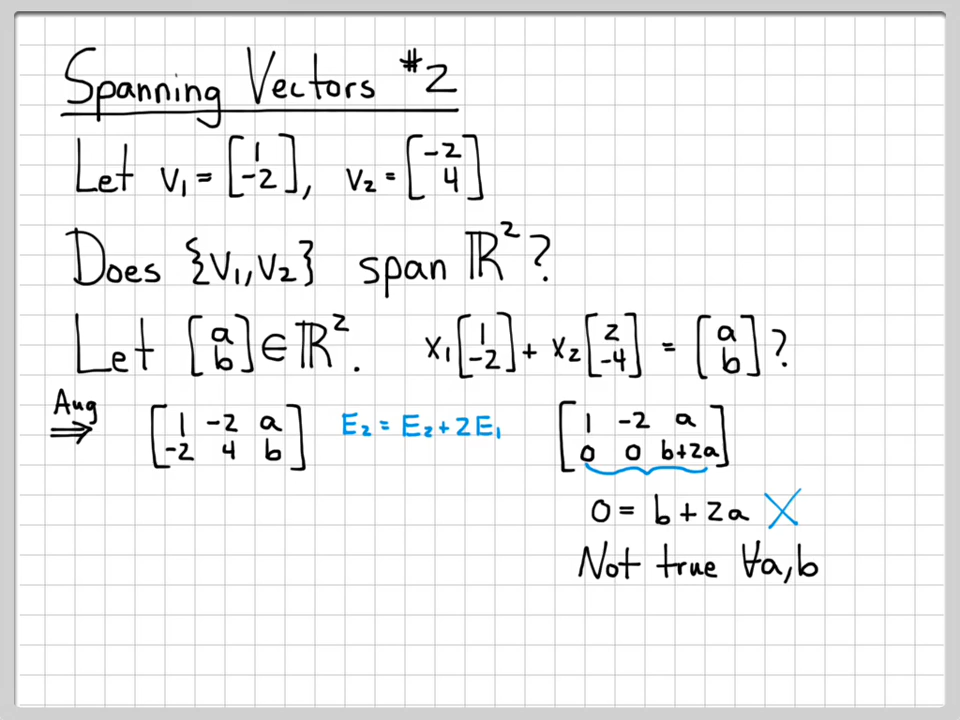 Spanning Vectors #2
Let v₁ = [1 -2], v₂ = [-2 4]
Does {v₁, v₂} span ℝ²?
Let [a b] ∈ ℝ². x₁[1 -2] + x₂[2 -4] = [a b]?
Aug ⇒ [1 -2 a -2 4 b] E₂ = E₂ + 2E₁ [1 -2 a 0 0 b+2a]
0 = b + 2a X
Not true ∀a, b